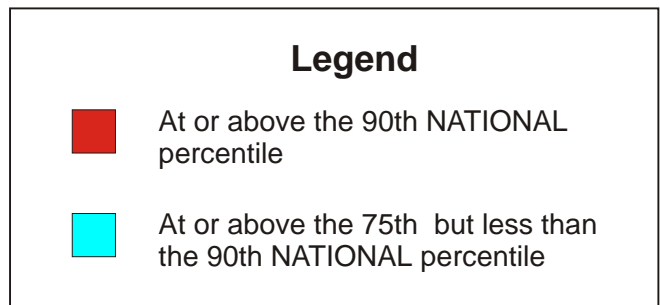 Legend
At or above the 90th NATIONAL
percentile
At or above the 75th  but less than
the 90th NATIONAL percentile